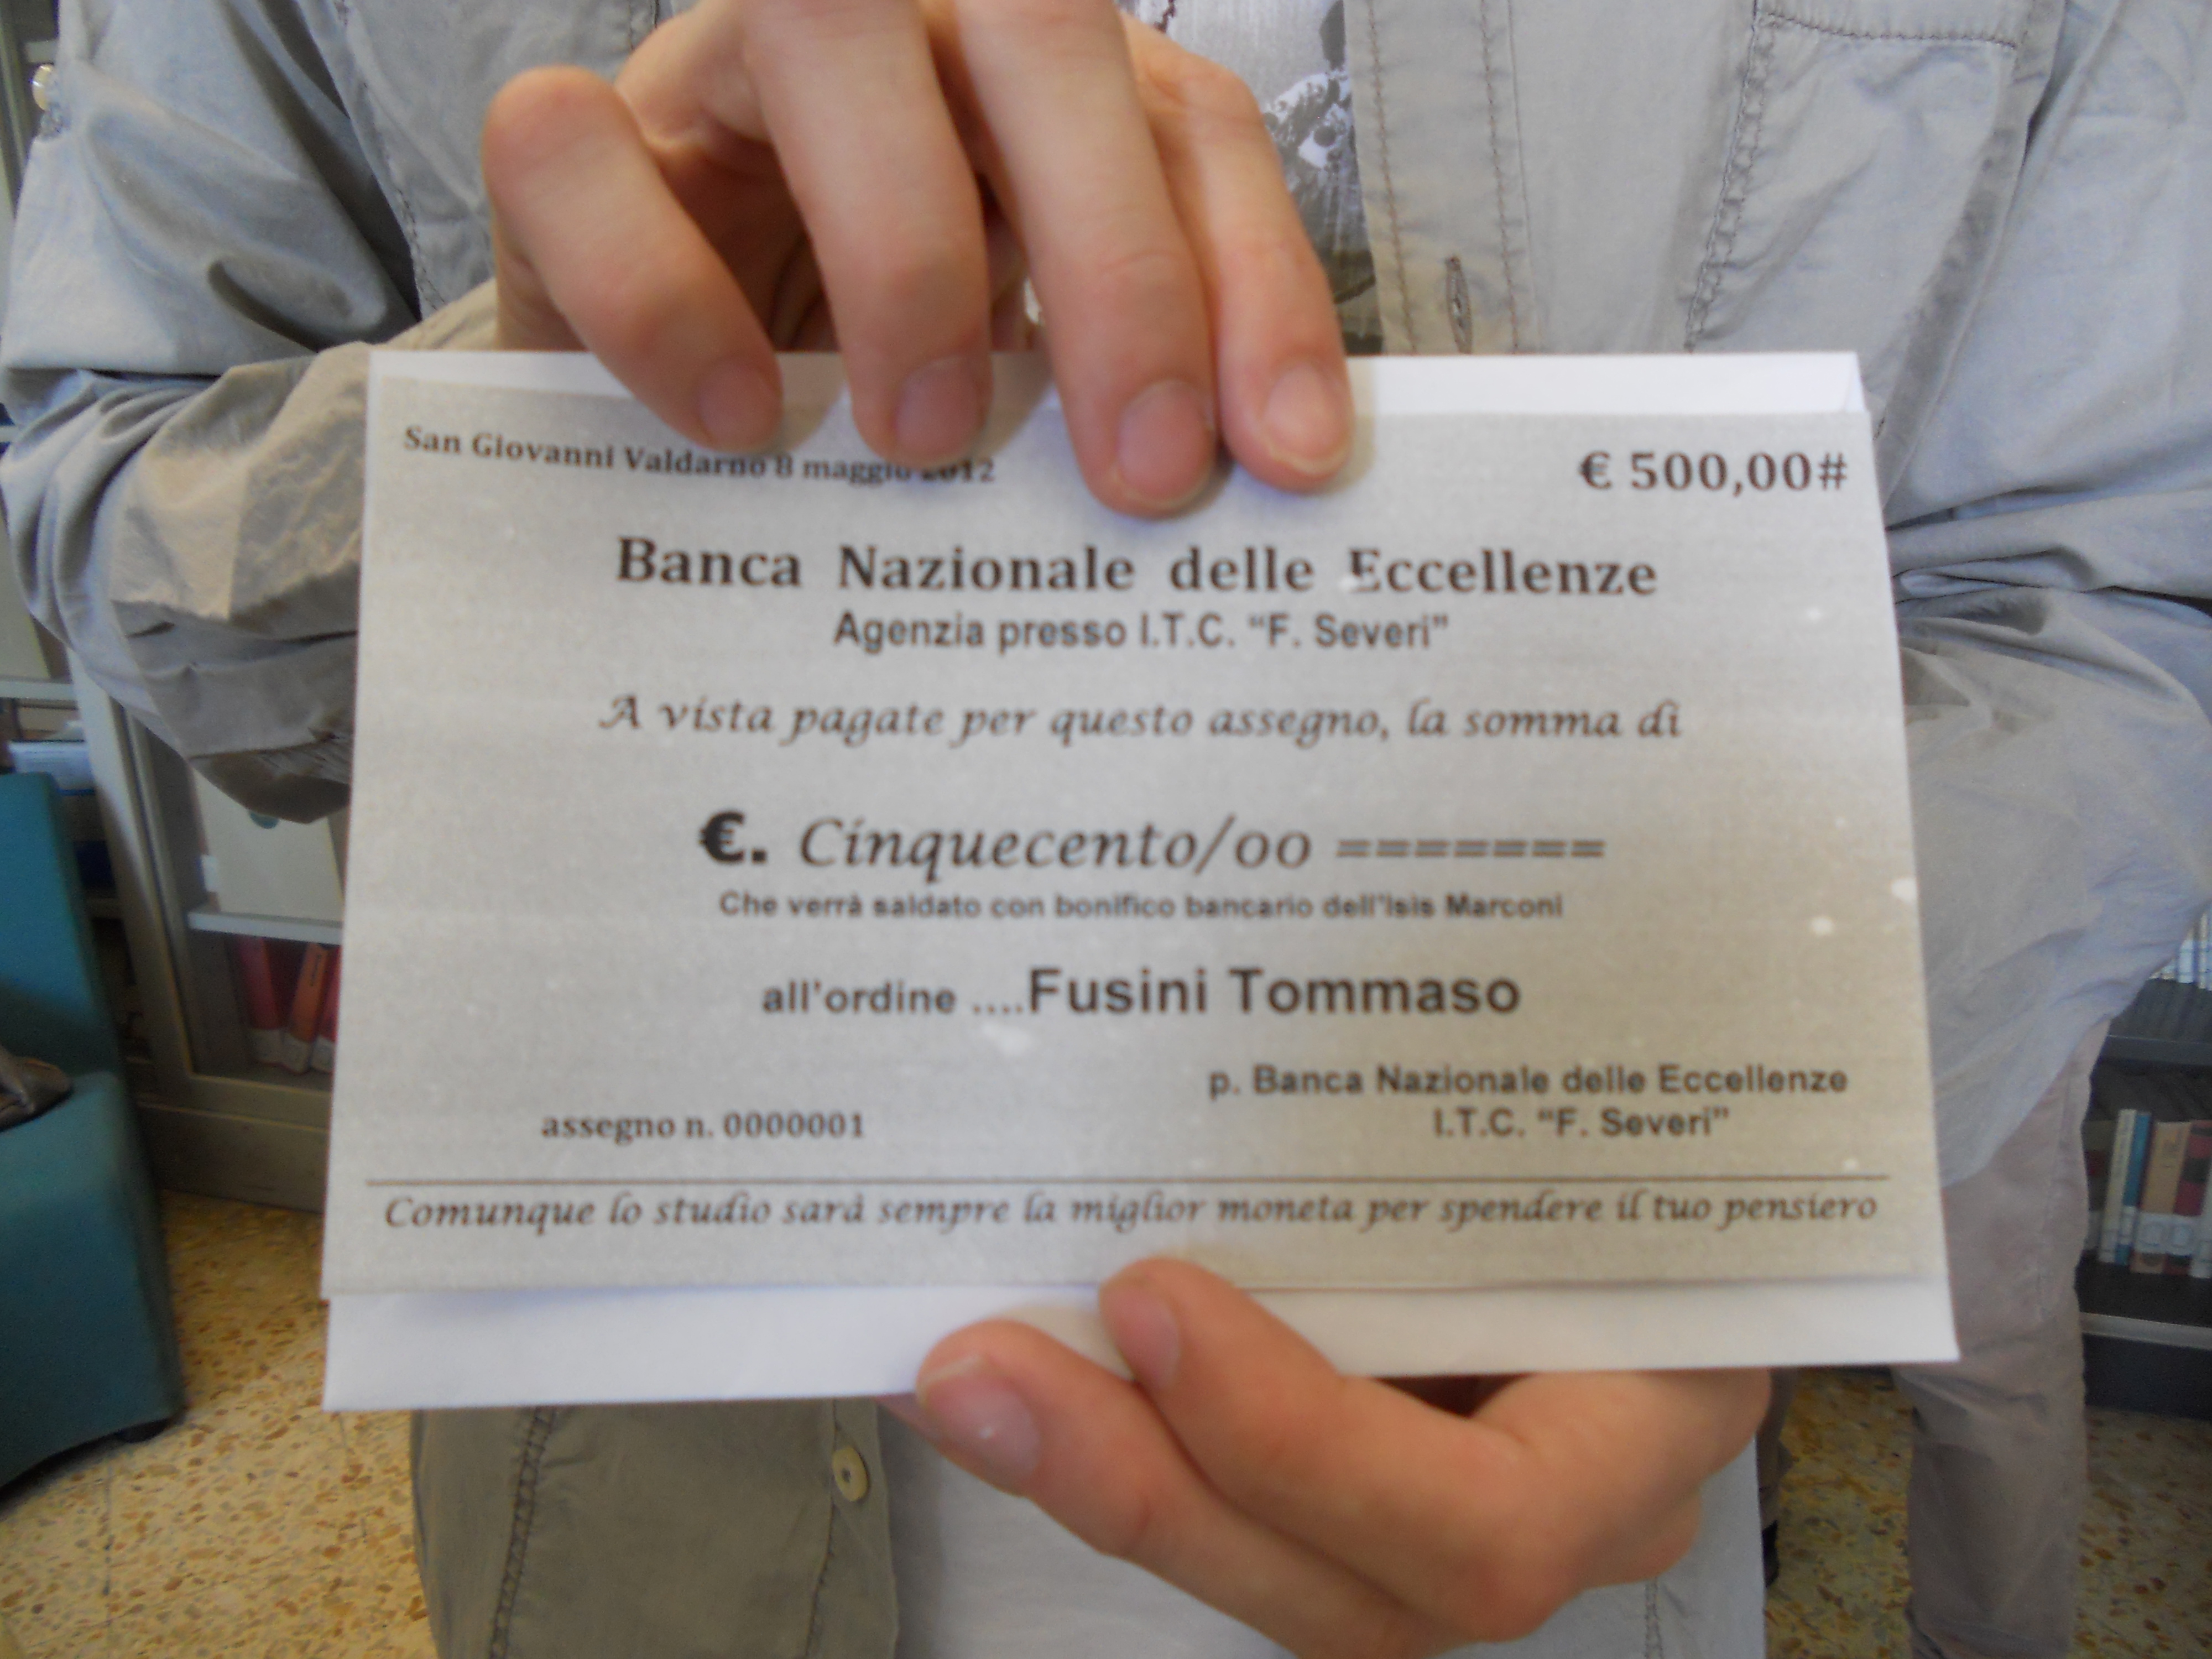 San Giovanni Valdarno 8 maggio 2012
€ 500,00#
Banca Nazionale delle Eccellenze
Agenzia presso I.T.C. “F. Severi”
A vista pagate per questo assegno, la somma di
€. Cinquecento/00 =======
Che verrà saldato con bonifico bancario dell'Isis Marconi
all'ordine ....Fusini Tommaso
p. Banca Nazionale delle Eccellenze
assegno n. 0000001
I.T.C. “F. Severi”
Comunque lo studio sarà sempre la miglior moneta per spendere il tuo pensiero